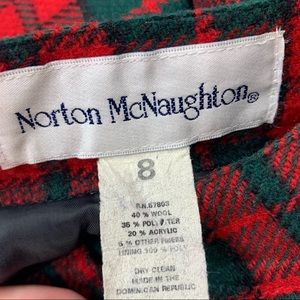 Norton McNaughton®
8
RN.67803
40% WOOL
35% POLYESTER
20% ACRYLIC
5% OTHER FIBERS
LINING 100% POLY
DRY CLEAN
MADE IN THE
DOMINICAN REPUBLIC